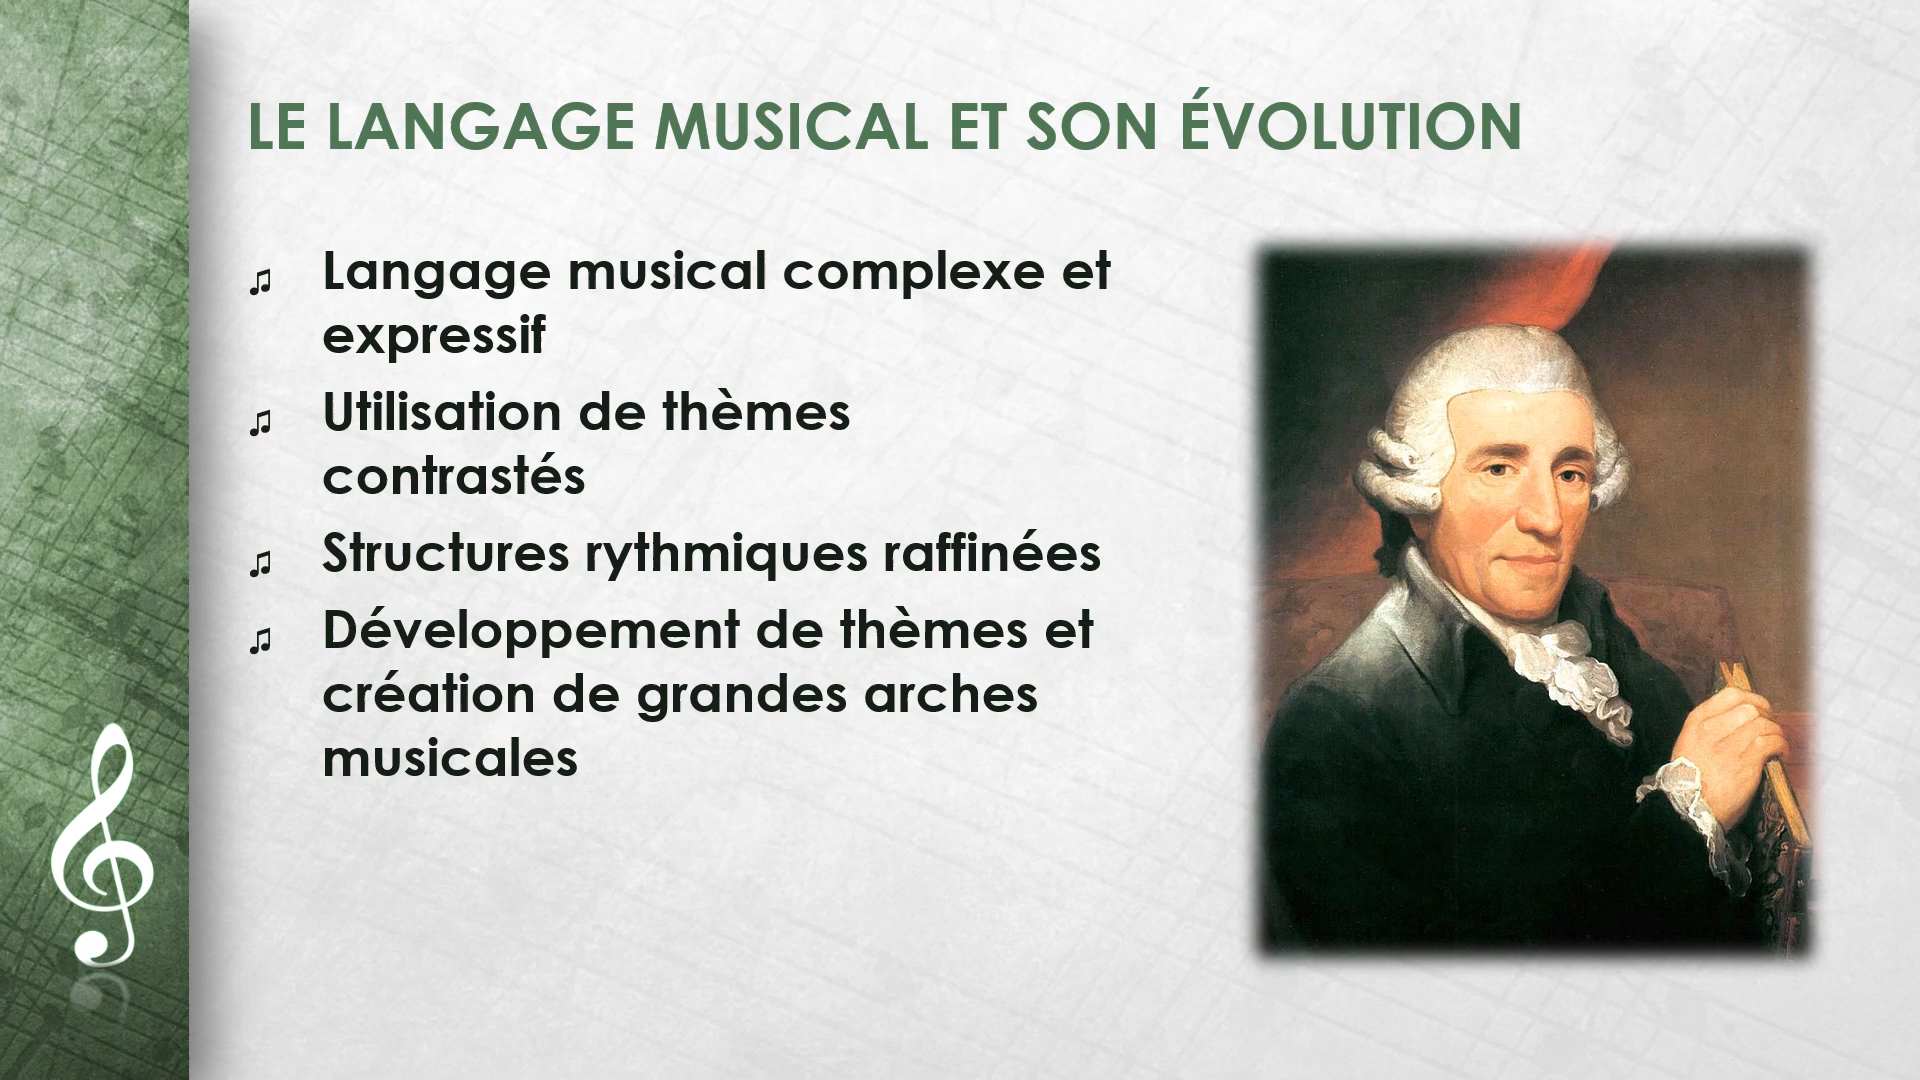 LE LANGAGE MUSICAL ET SON ÉVOLUTION
♫ Langage musical complexe et
expressif
♫ Utilisation de thèmes
contrastés
♫ Structures rythmiques raffinées
♫ Développement de thèmes et
création de grandes arches
musicales